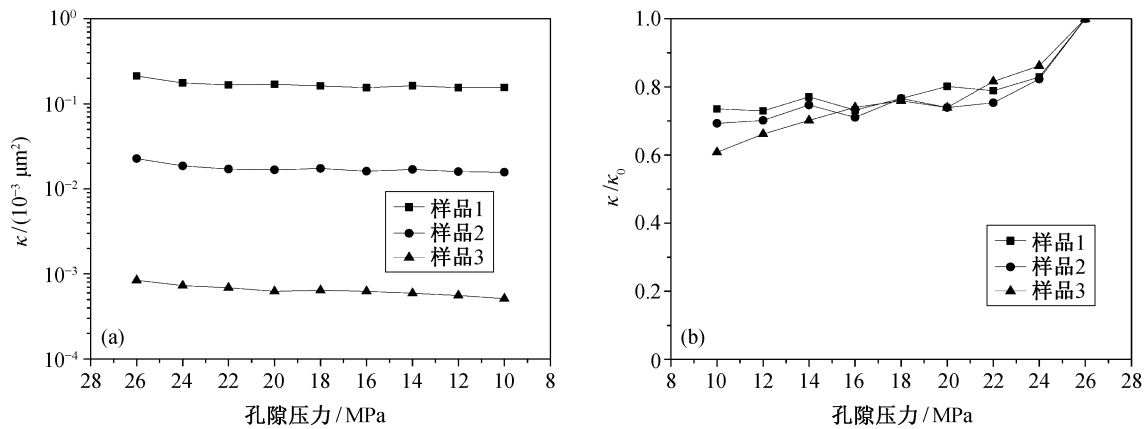 10⁰
10⁻¹
10⁻²
10⁻³
10⁻⁴
κ/(10⁻³ μm²)
样品1
样品2
样品3
(a)
28 26 24 22 20 18 16 14 12 10 8
孔隙压力/MPa
1.0
0.8
0.6
0.4
0.2
0
κ/κ₀
样品1
样品2
样品3
(b)
8 10 12 14 16 18 20 22 24 26 28
孔隙压力/MPa